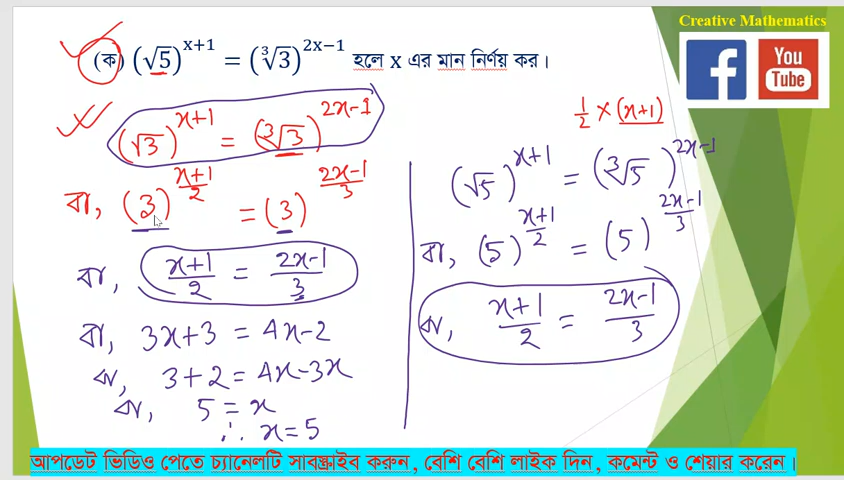 Creative Mathematics
(ক) (√5)^(x+1) = (∛3)^(2x−1) হলে x এর মান নির্ণয় কর।
f You Tube
(√3)^(x+1) = (∛3)^(2x-1)
বা, (3)^((x+1)/2) = (3)^((2x-1)/3)
বা, (x+1)/2 = (2x-1)/3
বা, 3x+3 = 4x-2
বা, 3+2 = 4x-3x
বা, 5 = x
∴ x=5
1/2 × (x+1)
(√5)^(x+1) = (∛5)^(2x-1)
বা, (5)^((x+1)/2) = (5)^((2x-1)/3)
বা, (x+1)/2 = (2x-1)/3
আপডেট ভিডিও পেতে চ্যানেলটি সাবস্ক্রাইব করুন, বেশি বেশি লাইক দিন, কমেন্ট ও শেয়ার করেন।